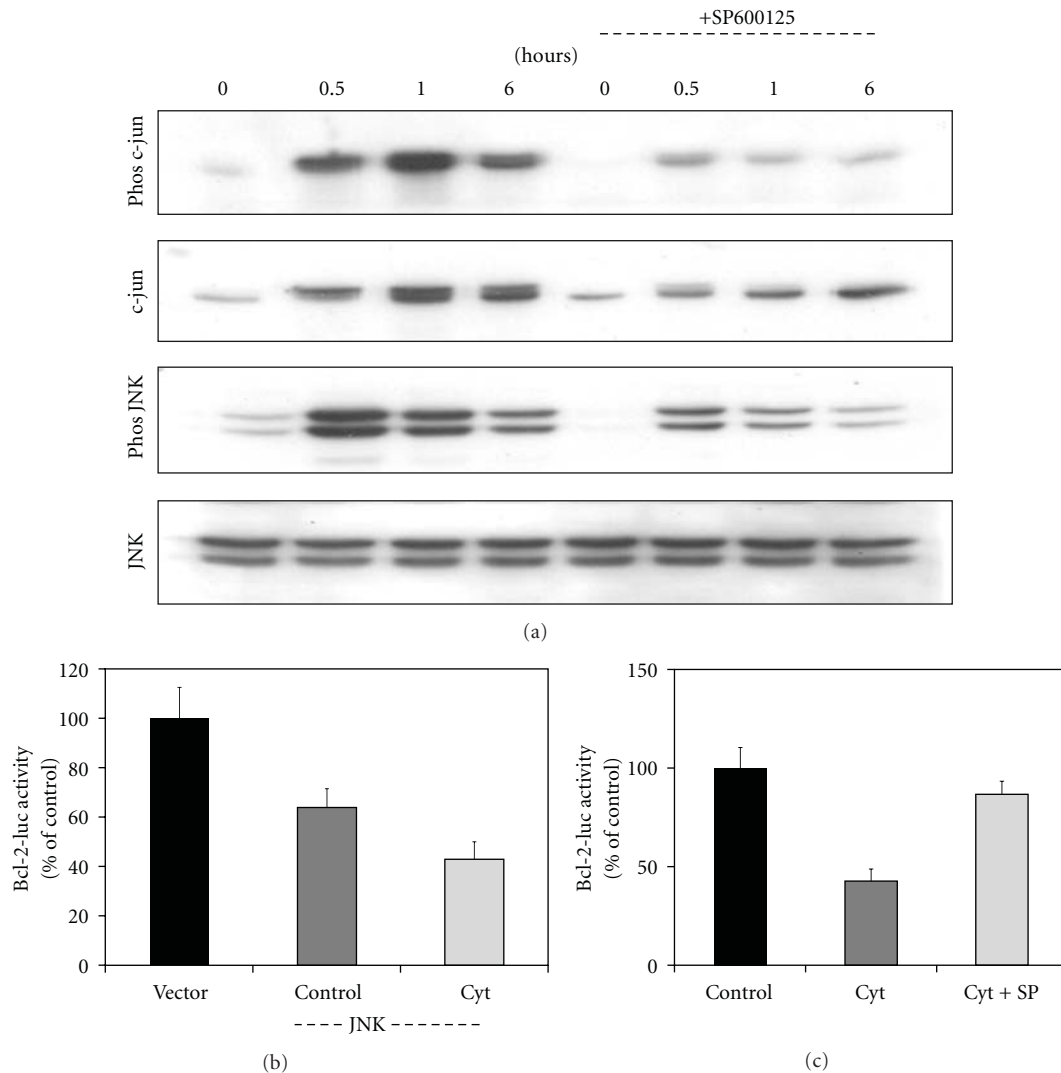 +SP600125
(hours)
0 0.5 1 6 0 0.5 1 6
Phos c-jun
c-jun
Phos JNK
JNK
(a)
Bcl-2-luc activity
(% of control)
120
100
80
60
40
20
0
Vector Control Cyt
JNK
(b)
Bcl-2-luc activity
(% of control)
150
100
50
0
Control Cyt Cyt + SP
(c)